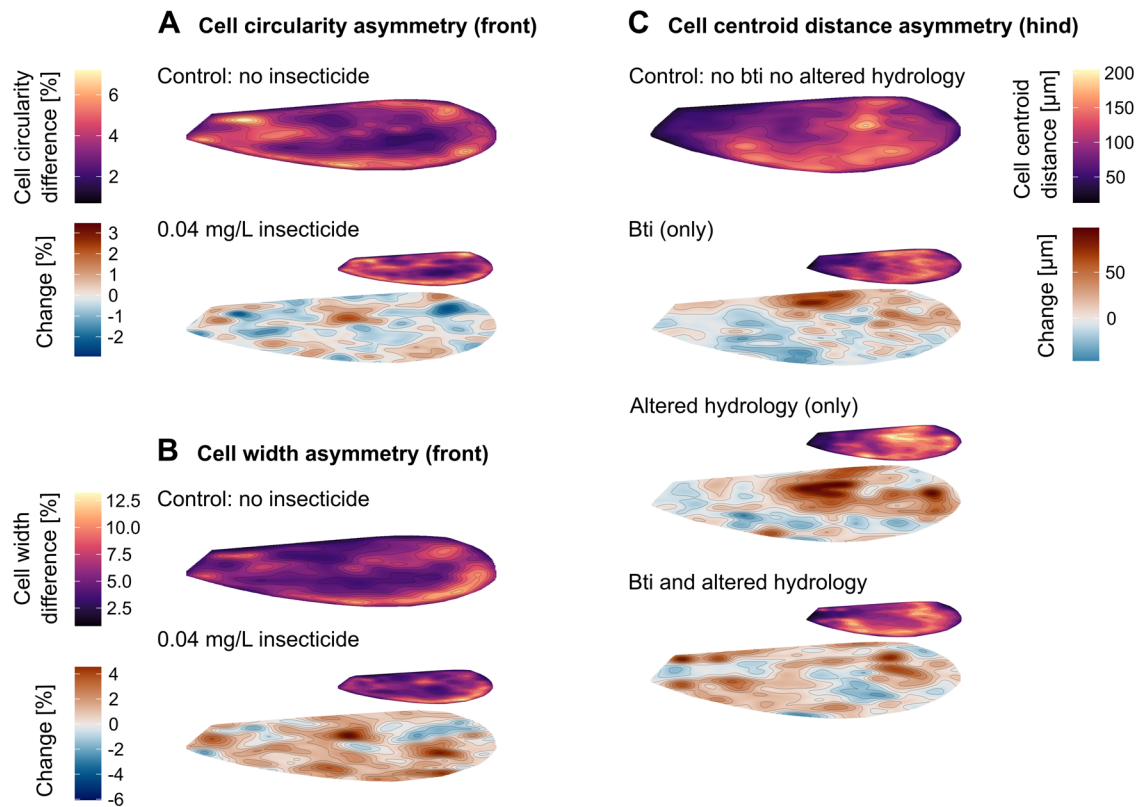 A Cell circularity asymmetry (front)
Control: no insecticide
Cell circularity
difference [%]
6
4
2
0.04 mg/L insecticide
Change [%]
3
2
1
0
-1
-2
B Cell width asymmetry (front)
Control: no insecticide
Cell width
difference [%]
12.5
10.0
7.5
5.0
2.5
0.04 mg/L insecticide
Change [%]
4
2
0
-2
-4
-6
C Cell centroid distance asymmetry (hind)
Control: no bti no altered hydrology
Cell centroid
distance [µm]
200
150
100
50
Bti (only)
Change [µm]
50
0
Altered hydrology (only)
Bti and altered hydrology